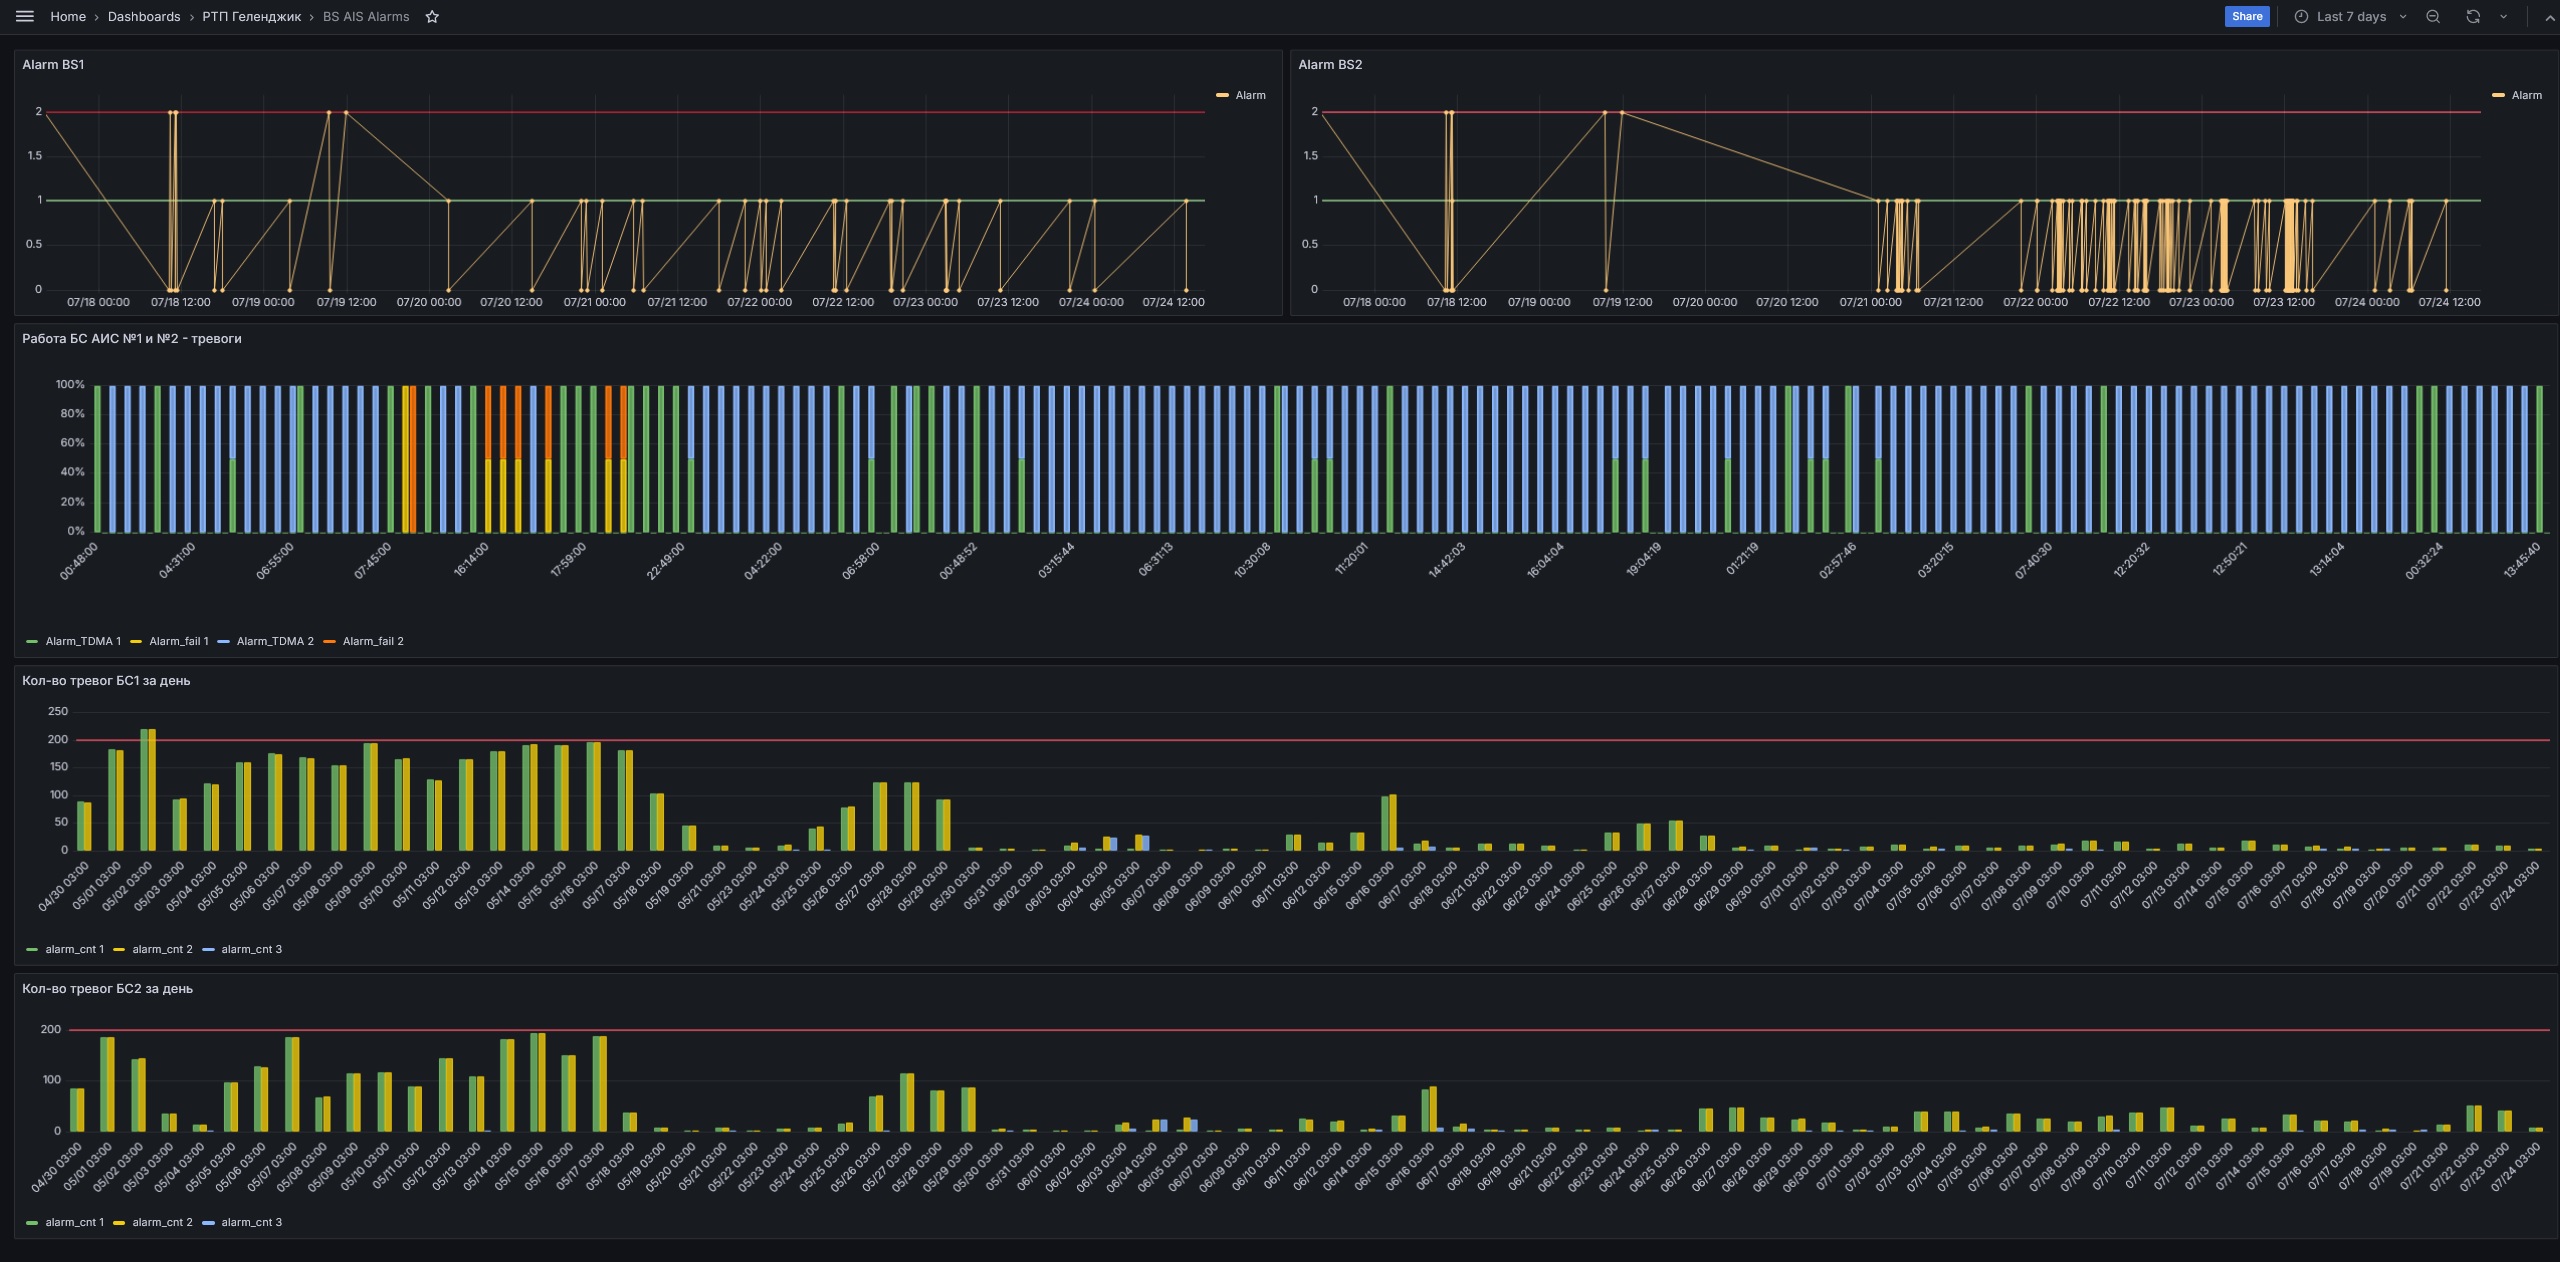 Home › Dashboards › РТП Геленджик › BS AIS Alarms
Share
Last 7 days
Alarm BS1
2
1.5
1
0.5
0
07/18 00:00 07/18 12:00 07/19 00:00 07/19 12:00 07/20 00:00 07/20 12:00 07/21 00:00 07/21 12:00 07/22 00:00 07/22 12:00 07/23 00:00 07/23 12:00 07/24 00:00 07/24 12:00
Alarm
Alarm BS2
2
1.5
1
0.5
0
07/18 00:00 07/18 12:00 07/19 00:00 07/19 12:00 07/20 00:00 07/20 12:00 07/21 00:00 07/21 12:00 07/22 00:00 07/22 12:00 07/23 00:00 07/23 12:00 07/24 00:00 07/24 12:00
Alarm
Работа БС АИС №1 и №2 - тревоги
100%
80%
60%
40%
20%
0%
00:48:00 04:31:00 06:55:00 07:45:00 16:14:00 17:59:00 22:49:00 04:22:00 06:58:00 00:48:52 03:15:44 06:31:13 10:30:08 11:20:01 14:42:03 16:04:04 19:04:19 01:21:19 02:57:46 03:20:15 07:40:30 12:20:32 12:50:21 13:14:04 00:32:24 13:45:40
Alarm_TDMA 1 Alarm_fail 1 Alarm_TDMA 2 Alarm_fail 2
Кол-во тревог БС1 за день
250
200
150
100
50
0
04/30 03:00 05/01 03:00 05/02 03:00 05/03 03:00 05/04 03:00 05/05 03:00 05/06 03:00 05/07 03:00 05/08 03:00 05/09 03:00 05/10 03:00 05/11 03:00 05/12 03:00 05/13 03:00 05/14 03:00 05/15 03:00 05/16 03:00 05/17 03:00 05/18 03:00 05/19 03:00 05/21 03:00 05/23 03:00 05/24 03:00 05/25 03:00 05/26 03:00 05/27 03:00 05/28 03:00 05/29 03:00 05/30 03:00 05/31 03:00 06/02 03:00 06/03 03:00 06/04 03:00 06/05 03:00 06/07 03:00 06/08 03:00 06/09 03:00 06/10 03:00 06/11 03:00 06/12 03:00 06/15 03:00 06/16 03:00 06/17 03:00 06/18 03:00 06/21 03:00 06/22 03:00 06/23 03:00 06/24 03:00 06/25 03:00 06/26 03:00 06/27 03:00 06/28 03:00 06/29 03:00 06/30 03:00 07/01 03:00 07/02 03:00 07/03 03:00 07/04 03:00 07/05 03:00 07/06 03:00 07/07 03:00 07/08 03:00 07/09 03:00 07/10 03:00 07/11 03:00 07/12 03:00 07/13 03:00 07/14 03:00 07/15 03:00 07/16 03:00 07/17 03:00 07/18 03:00 07/19 03:00 07/20 03:00 07/21 03:00 07/22 03:00 07/23 03:00 07/24 03:00
alarm_cnt 1 alarm_cnt 2 alarm_cnt 3
Кол-во тревог БС2 за день
200
100
0
04/30 03:00 05/01 03:00 05/02 03:00 05/03 03:00 05/04 03:00 05/05 03:00 05/06 03:00 05/07 03:00 05/08 03:00 05/09 03:00 05/10 03:00 05/11 03:00 05/12 03:00 05/13 03:00 05/14 03:00 05/15 03:00 05/16 03:00 05/17 03:00 05/18 03:00 05/19 03:00 05/20 03:00 05/21 03:00 05/22 03:00 05/23 03:00 05/24 03:00 05/25 03:00 05/26 03:00 05/27 03:00 05/28 03:00 05/29 03:00 05/30 03:00 05/31 03:00 06/01 03:00 06/02 03:00 06/03 03:00 06/04 03:00 06/05 03:00 06/07 03:00 06/09 03:00 06/10 03:00 06/11 03:00 06/12 03:00 06/14 03:00 06/15 03:00 06/16 03:00 06/17 03:00 06/18 03:00 06/19 03:00 06/21 03:00 06/22 03:00 06/23 03:00 06/24 03:00 06/25 03:00 06/26 03:00 06/27 03:00 06/28 03:00 06/29 03:00 06/30 03:00 07/01 03:00 07/02 03:00 07/03 03:00 07/04 03:00 07/05 03:00 07/06 03:00 07/07 03:00 07/08 03:00 07/09 03:00 07/10 03:00 07/11 03:00 07/12 03:00 07/13 03:00 07/14 03:00 07/15 03:00 07/16 03:00 07/17 03:00 07/18 03:00 07/19 03:00 07/21 03:00 07/22 03:00 07/23 03:00 07/24 03:00
alarm_cnt 1 alarm_cnt 2 alarm_cnt 3